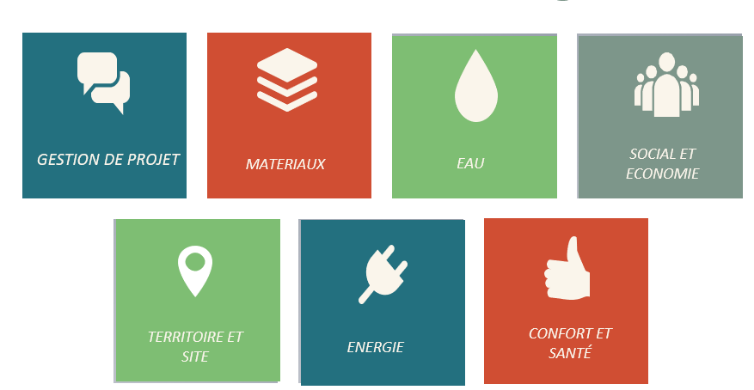 GESTION DE PROJET
MATERIAUX
EAU
SOCIAL ET
ECONOMIE
TERRITOIRE ET
SITE
ENERGIE
CONFORT ET
SANTÉ